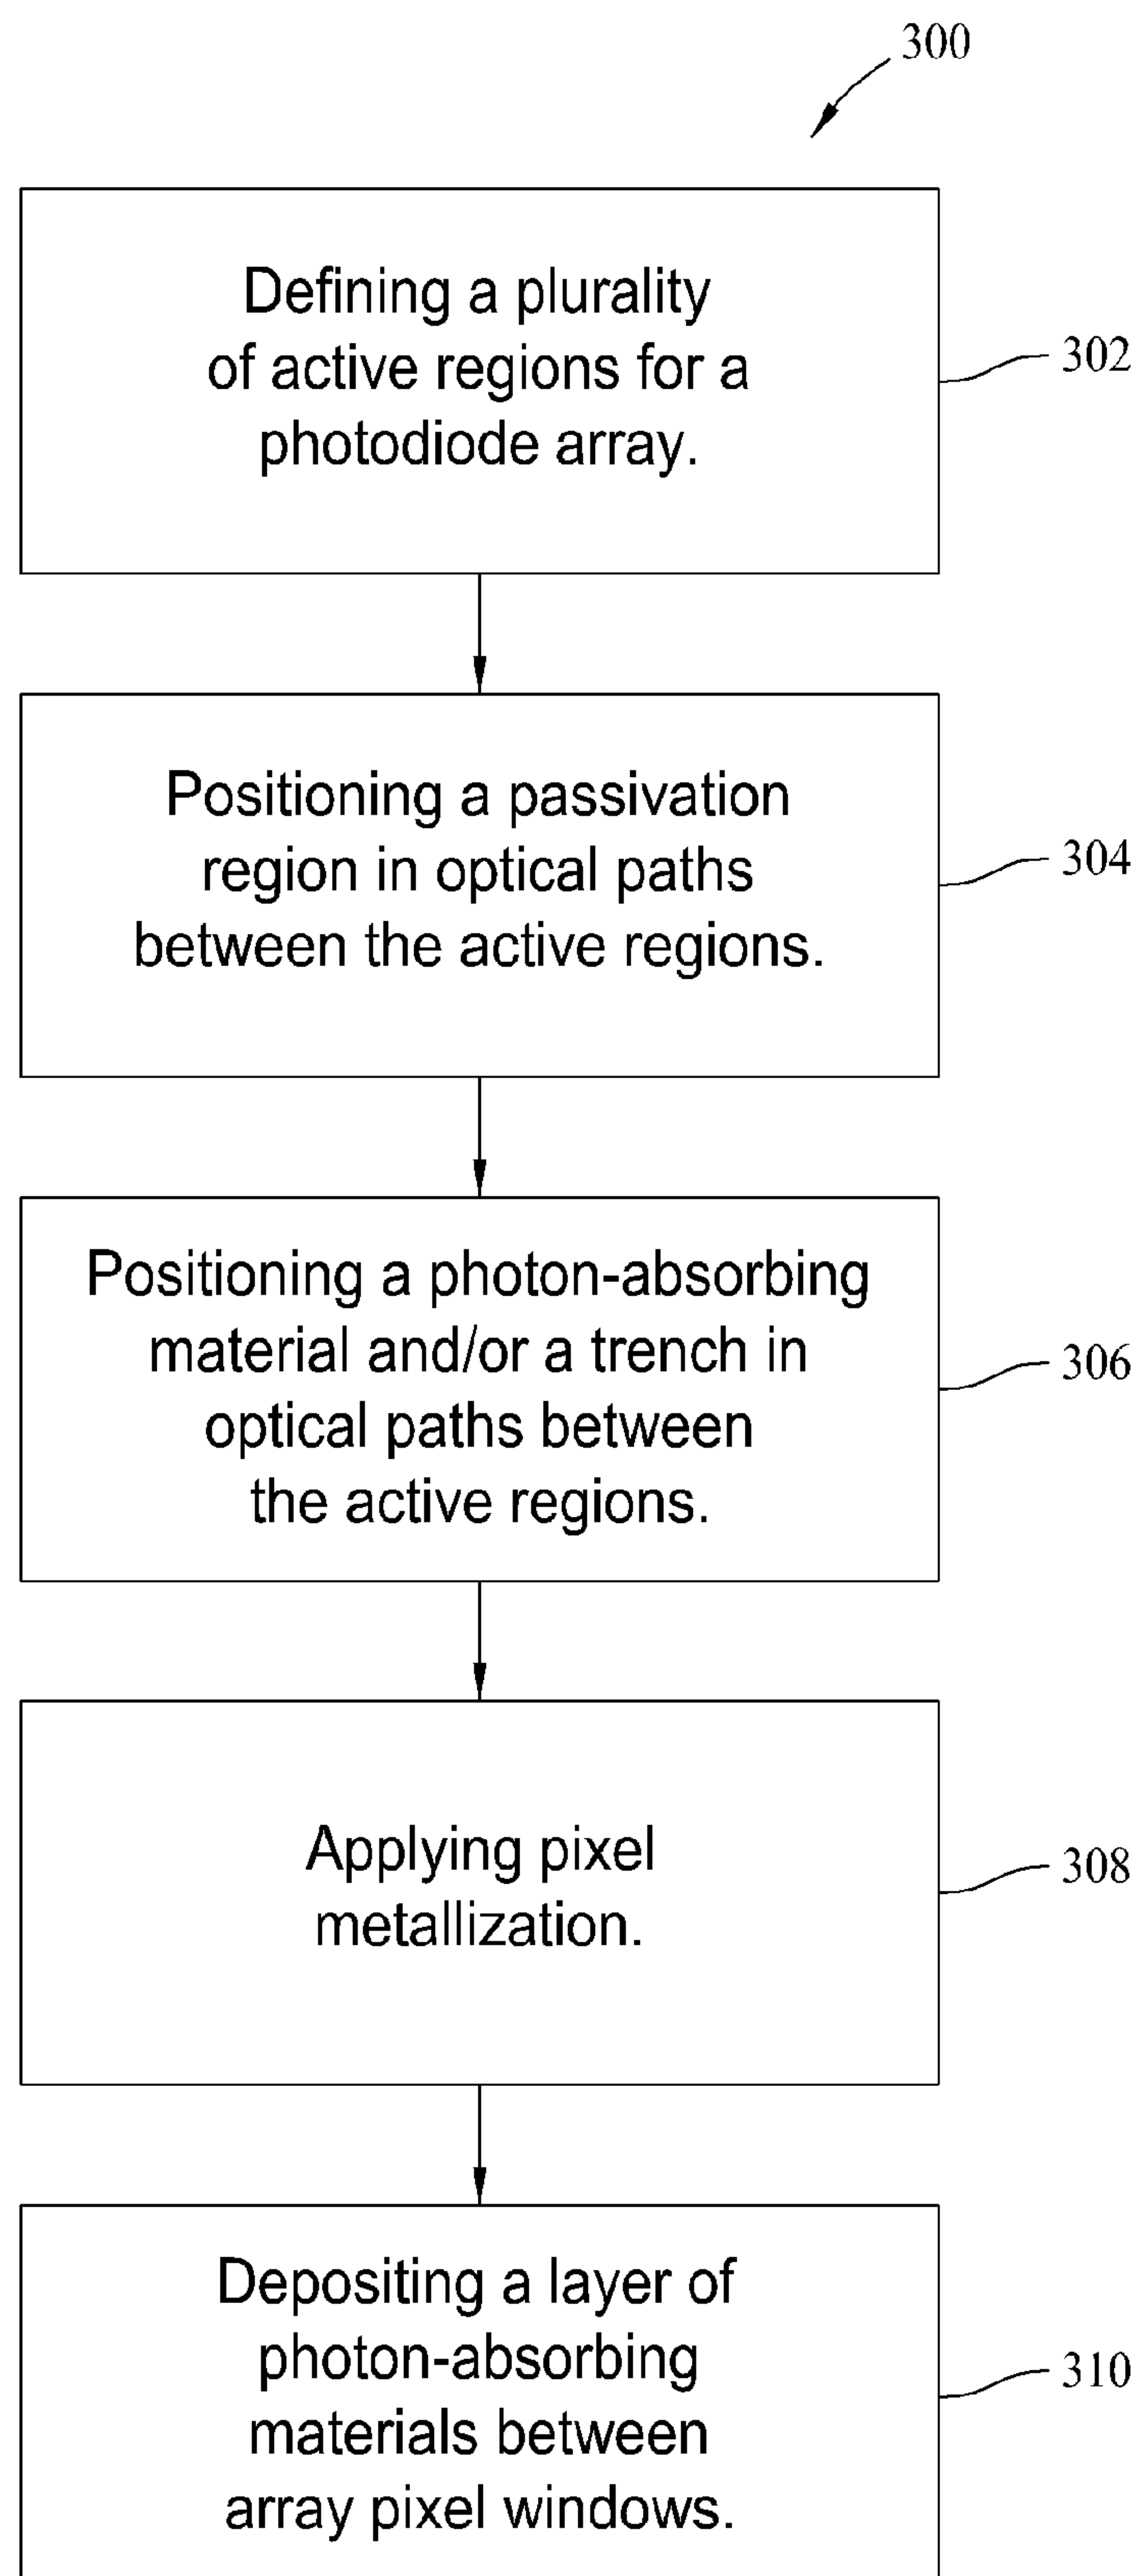 300
Defining a plurality
of active regions for a
photodiode array.
302
Positioning a passivation
region in optical paths
between the active regions.
304
Positioning a photon-absorbing
material and/or a trench in
optical paths between
the active regions.
306
Applying pixel
metallization.
308
Depositing a layer of
photon-absorbing
materials between
array pixel windows.
310